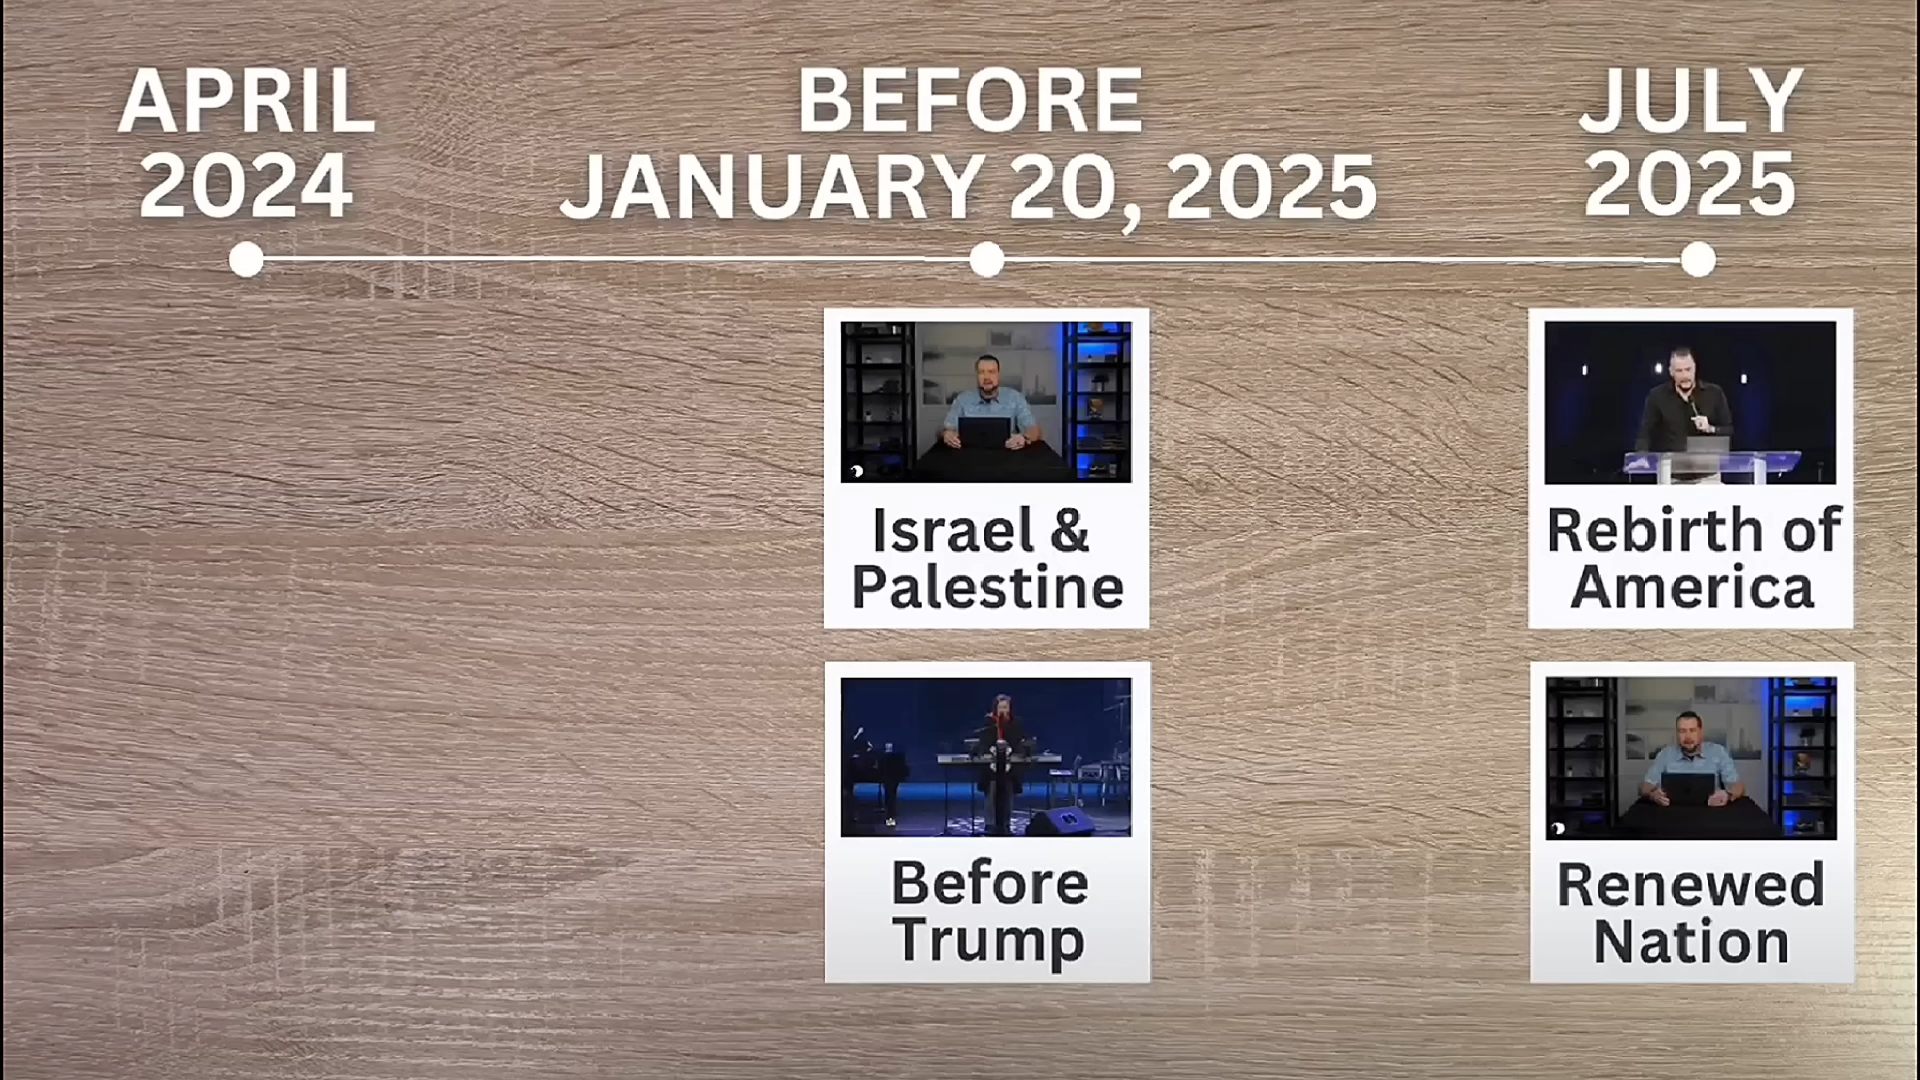 APRIL
2024
BEFORE
JANUARY 20, 2025
JULY
2025
Israel &
Palestine
Rebirth of
America
Before
Trump
Renewed
Nation